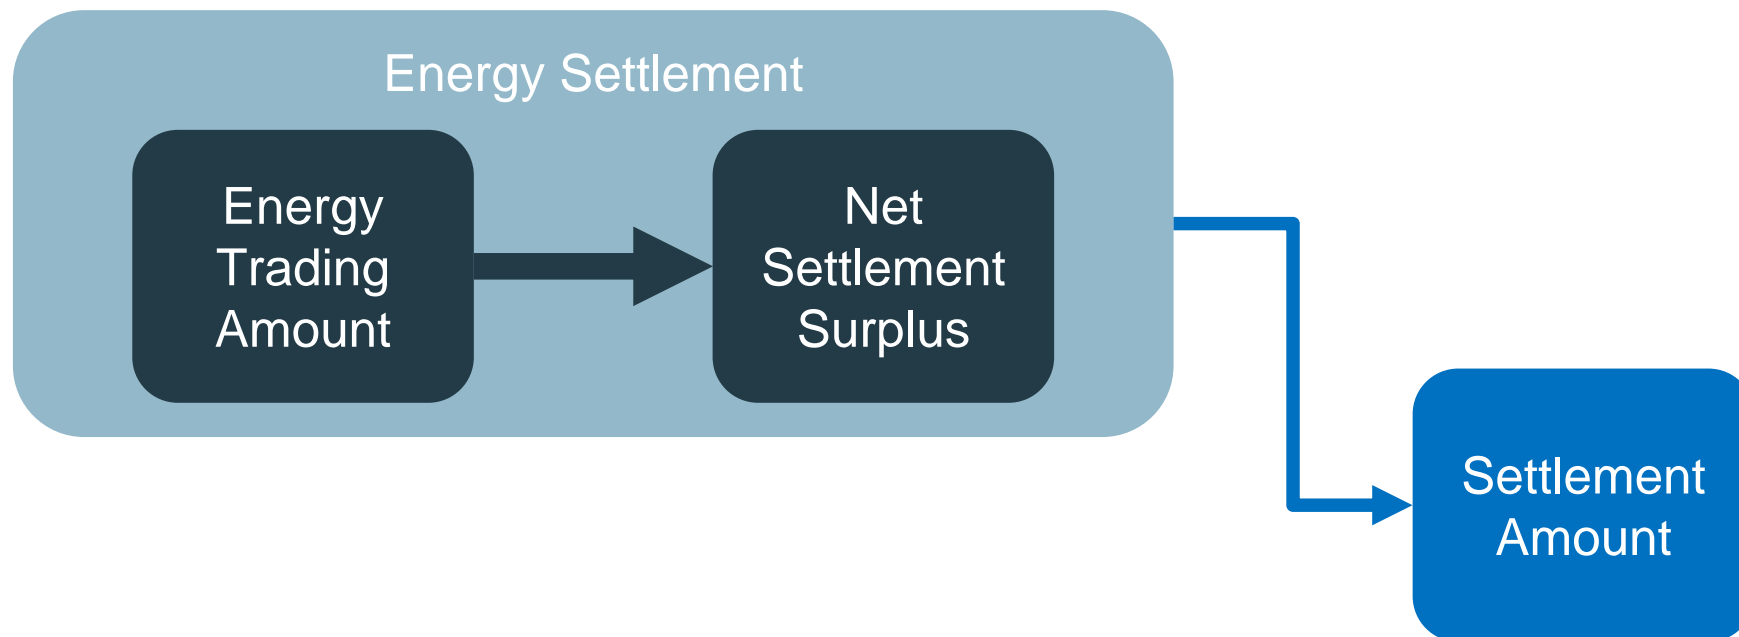 Energy Settlement
Energy
Trading
Amount
Net
Settlement
Surplus
Settlement
Amount